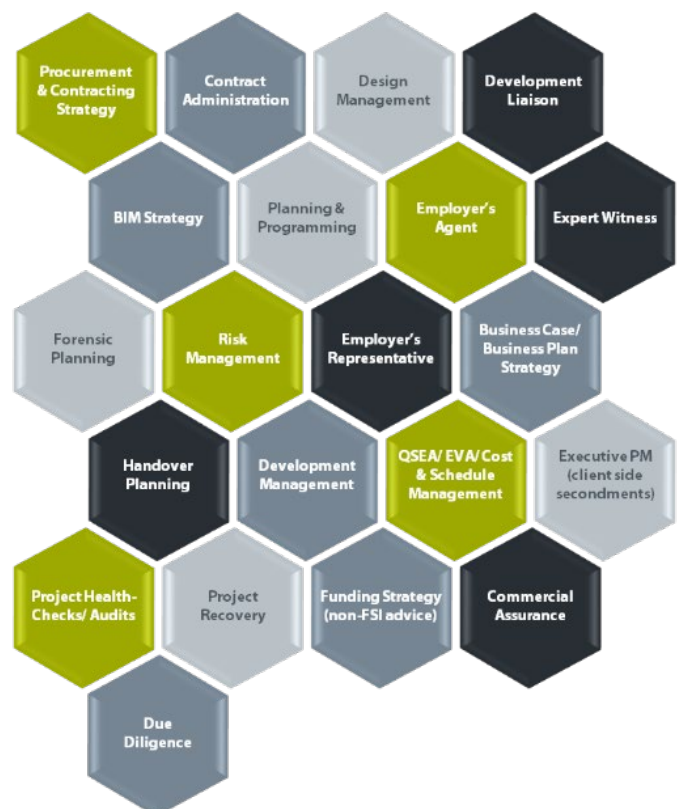 Procurement
& Contracting
Strategy
Contract
Administration
Design
Management
Development
Liaison
BIM Strategy
Planning &
Programming
Employer's
Agent
Expert Witness
Forensic
Planning
Risk
Management
Employer's
Representative
Business Case/
Business Plan
Strategy
Handover
Planning
Development
Management
QSEA/ EVA/ Cost
& Schedule
Management
Executive PM
(client side
secondments)
Project Health-
Checks/ Audits
Project
Recovery
Funding Strategy
(non-FSI advice)
Commercial
Assurance
Due
Diligence